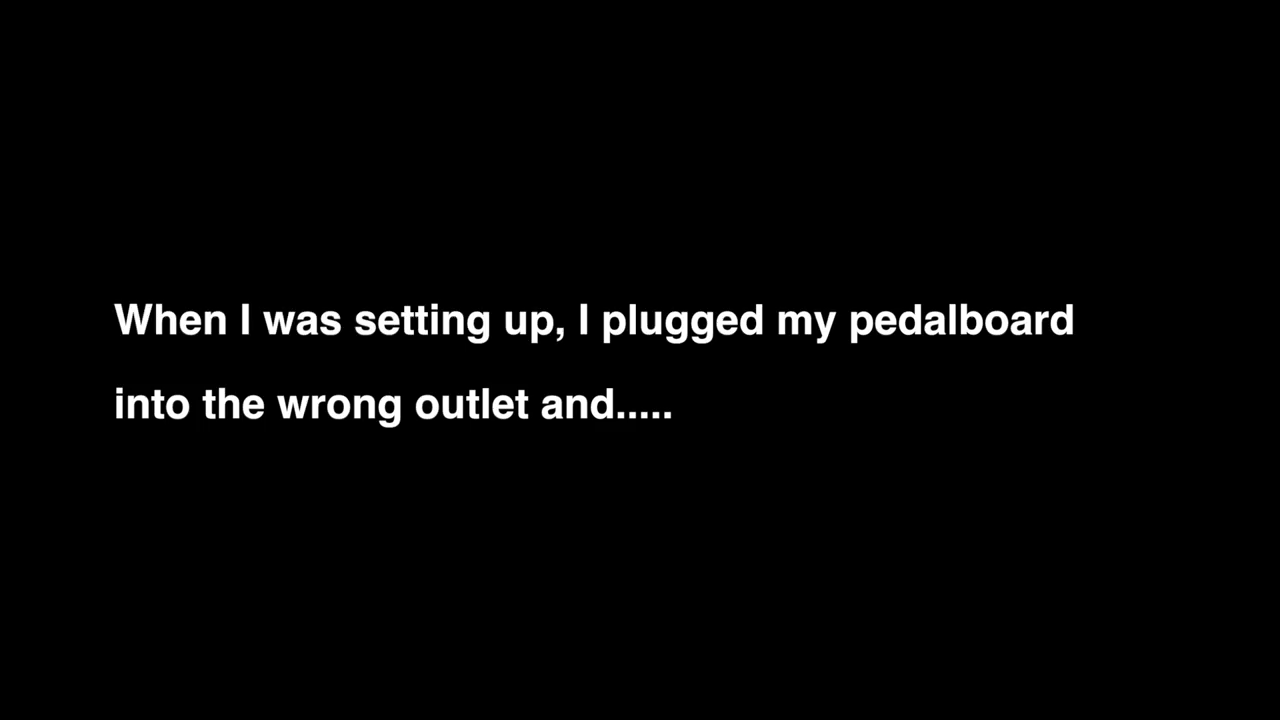 When I was setting up, I plugged my pedalboard
into the wrong outlet and.....